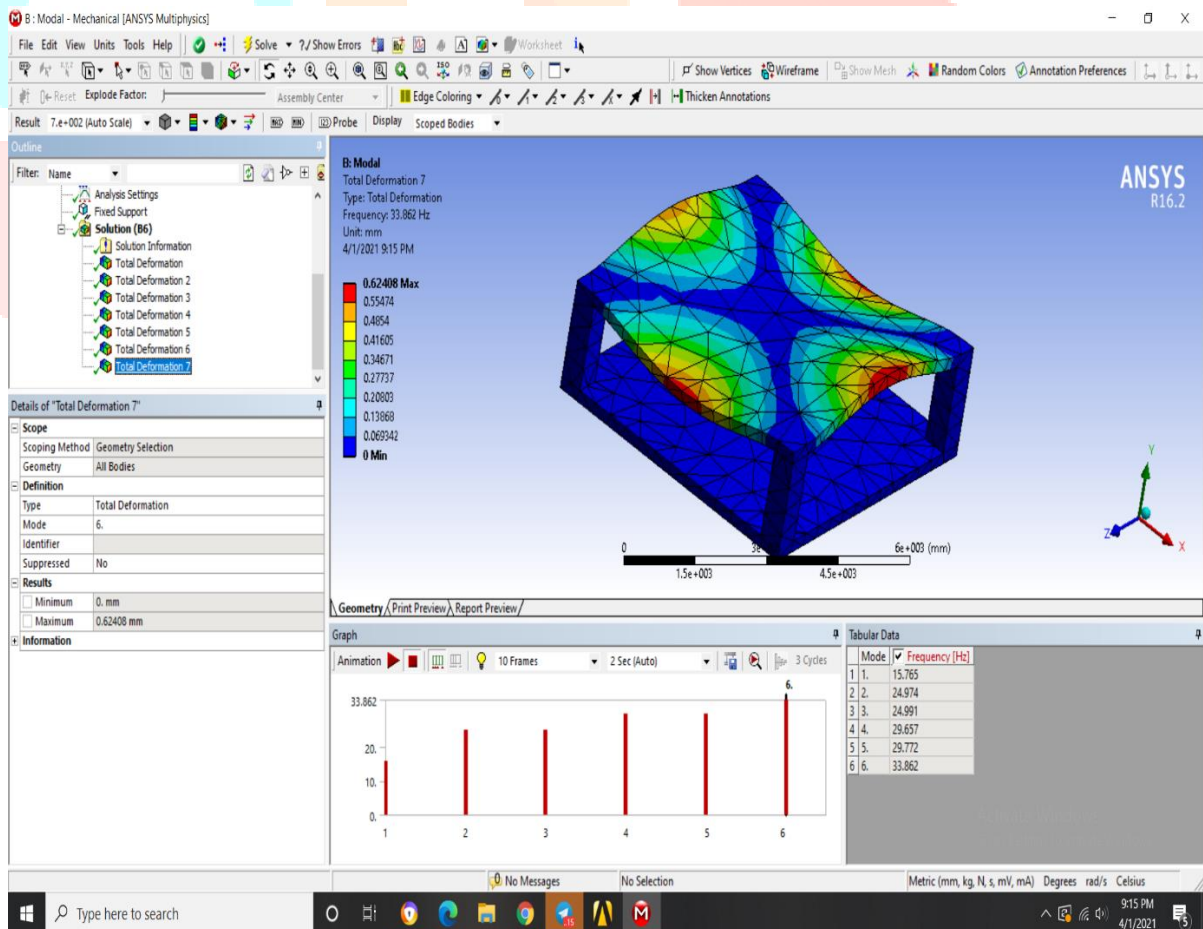 B : Modal - Mechanical [ANSYS Multiphysics]
File Edit View Units Tools Help Solve ?/ Show Errors Worksheet
Show Vertices Wireframe Show Mesh Random Colors Annotation Preferences
Reset Explode Factor: Assembly Center Edge Coloring Thicken Annotations
Result 7.e+002 (Auto Scale) Probe Display Scoped Bodies
Outline
Filter: Name
Analysis Settings
Fixed Support
Solution (B6)
Solution Information
Total Deformation
Total Deformation 2
Total Deformation 3
Total Deformation 4
Total Deformation 5
Total Deformation 6
Total Deformation 7
Details of "Total Deformation 7"
Scope
Scoping Method Geometry Selection
Geometry All Bodies
Definition
Type Total Deformation
Mode 6.
Identifier
Suppressed No
Results
Minimum 0. mm
Maximum 0.62408 mm
Information
B: Modal
Total Deformation 7
Type: Total Deformation
Frequency: 33.862 Hz
Unit: mm
4/1/2021 9:15 PM
0.62408 Max
0.55474
0.4854
0.41605
0.34671
0.27737
0.20803
0.13868
0.069342
0 Min
ANSYS
R16.2
Y
Z X
0 6e+003 (mm)
1.5e+003 4.5e+003
Geometry Print Preview Report Preview
Graph
Animation 10 Frames 2 Sec (Auto) 3 Cycles
6.
33.862
20.
10.
0.
1 2 3 4 5 6
Tabular Data
Mode Frequency [Hz]
1 1. 15.765
2 2. 24.974
3 3. 24.991
4 4. 29.657
5 5. 29.772
6 6. 33.862
0 No Messages No Selection Metric (mm, kg, N, s, mV, mA) Degrees rad/s Celsius
Type here to search
9:15 PM
4/1/2021
5